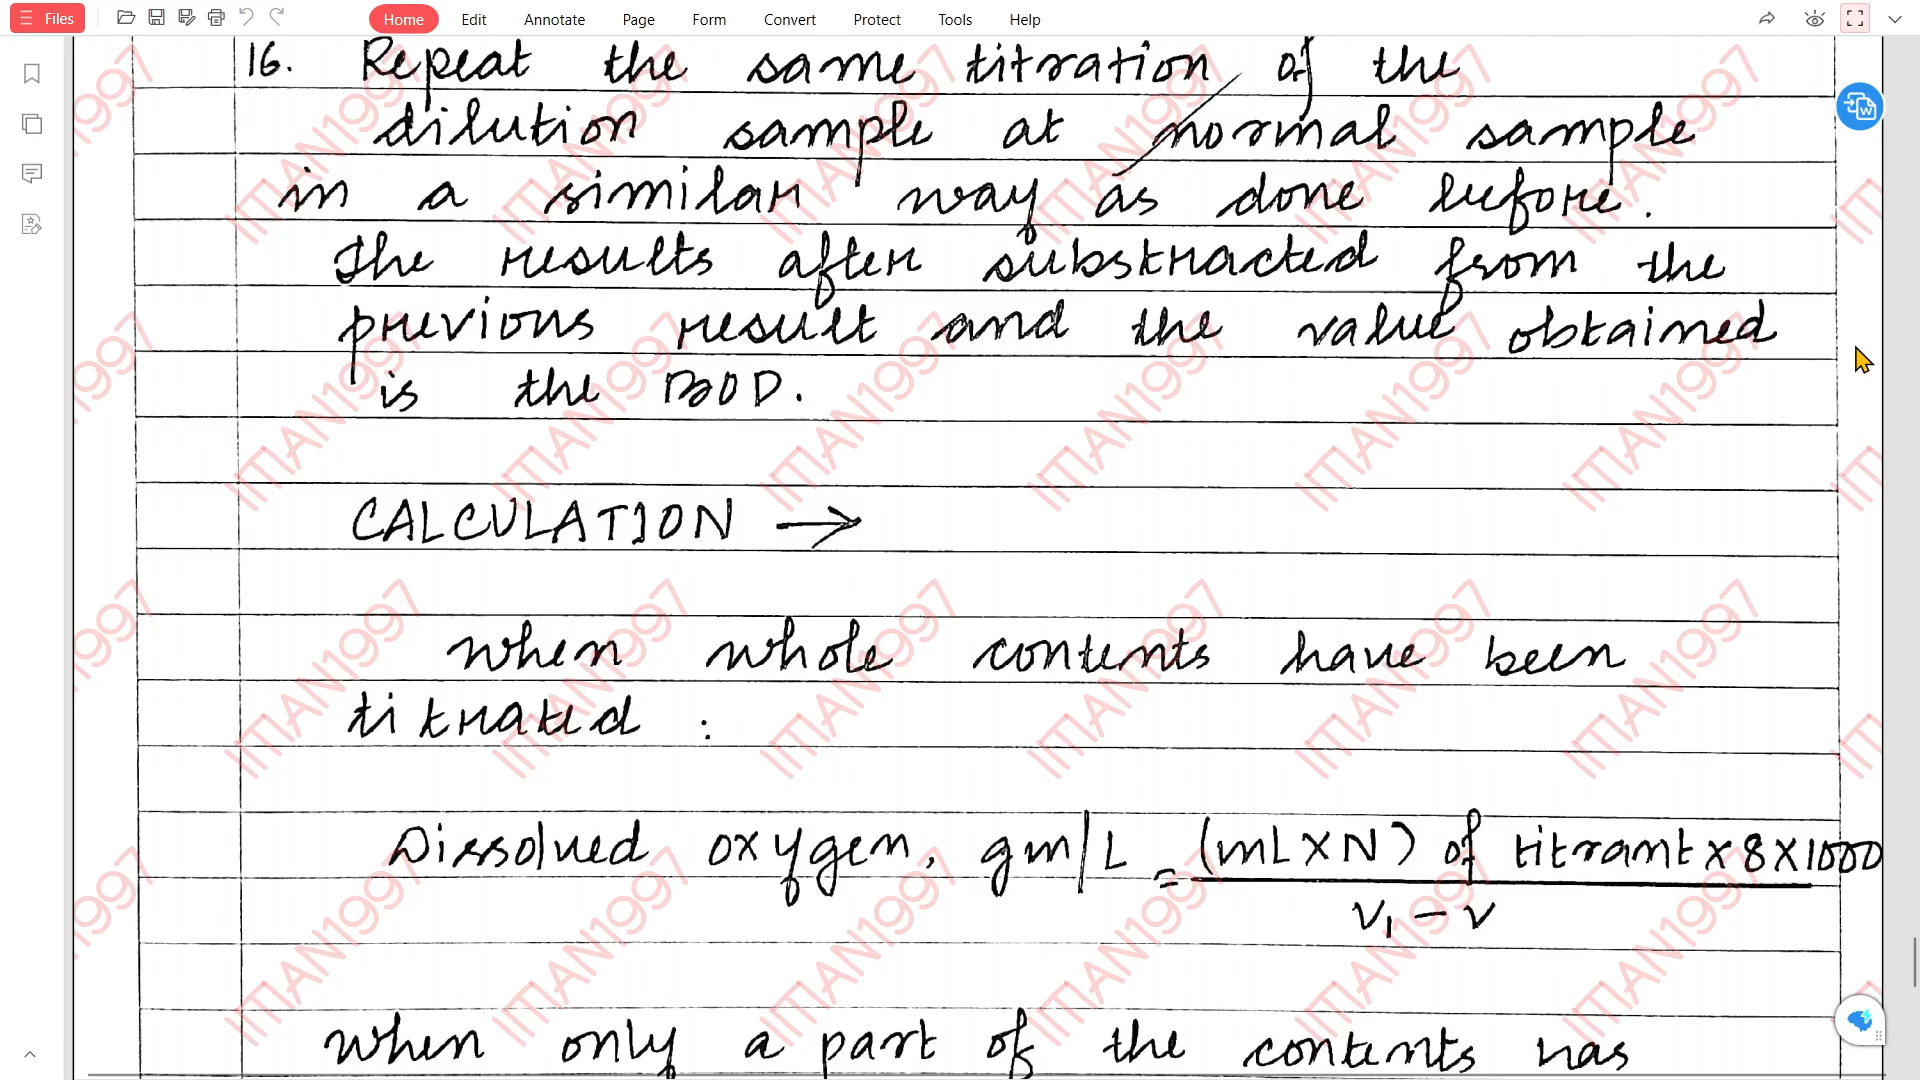 Files
Home Edit Annotate Page Form Convert Protect Tools Help
16. Repeat the same titration of the
dilution sample at normal sample
in a similar way as done before.
The results after substracted from the
previous result and the value obtained
is the BOD.
CALCULATION →
when whole contents have been
titrated :
Dissolved oxygen, gm/L = (mL X N) of titrant X 8 X 1000
V₁ - V
When only a part of the contents has
IMAN1997